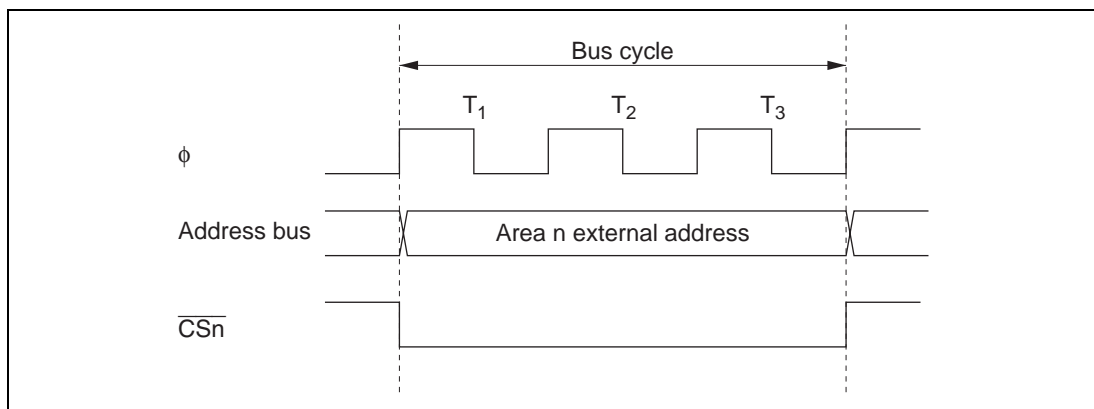 Bus cycle
T1 T2 T3
ϕ
Address bus Area n external address
CSn